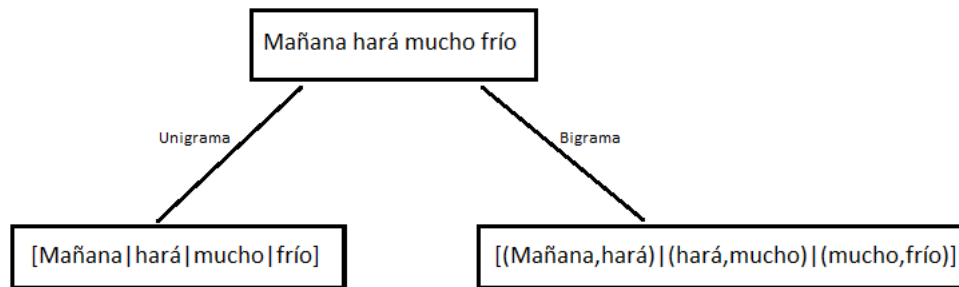 Mañana hará mucho frío
Unigrama
Bigrama
[Mañana|hará|mucho|frío]
[(Mañana,hará)|(hará,mucho)|(mucho,frío)]